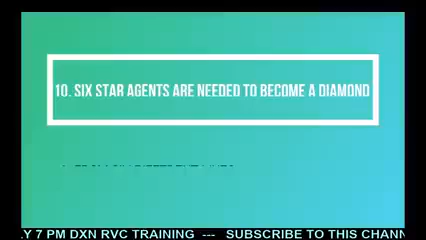 10. SIX STAR AGENTS ARE NEEDED TO BECOME A DIAMOND
Y 7 PM DXN RVC TRAINING --- SUBSCRIBE TO THIS CHANN